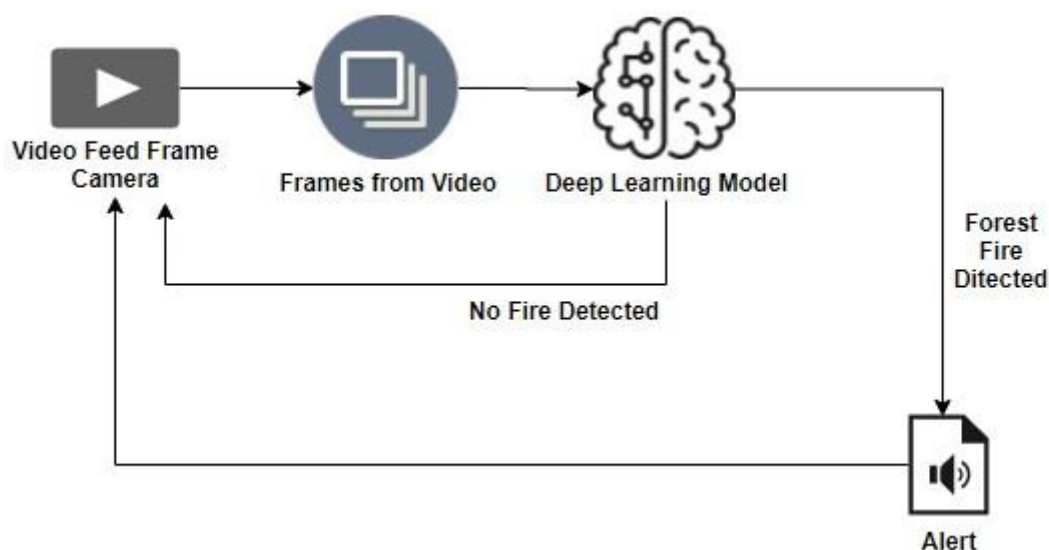 Video Feed Frame
Camera
Frames from Video
Deep Learning Model
Forest
Fire
Ditected
No Fire Detected
Alert